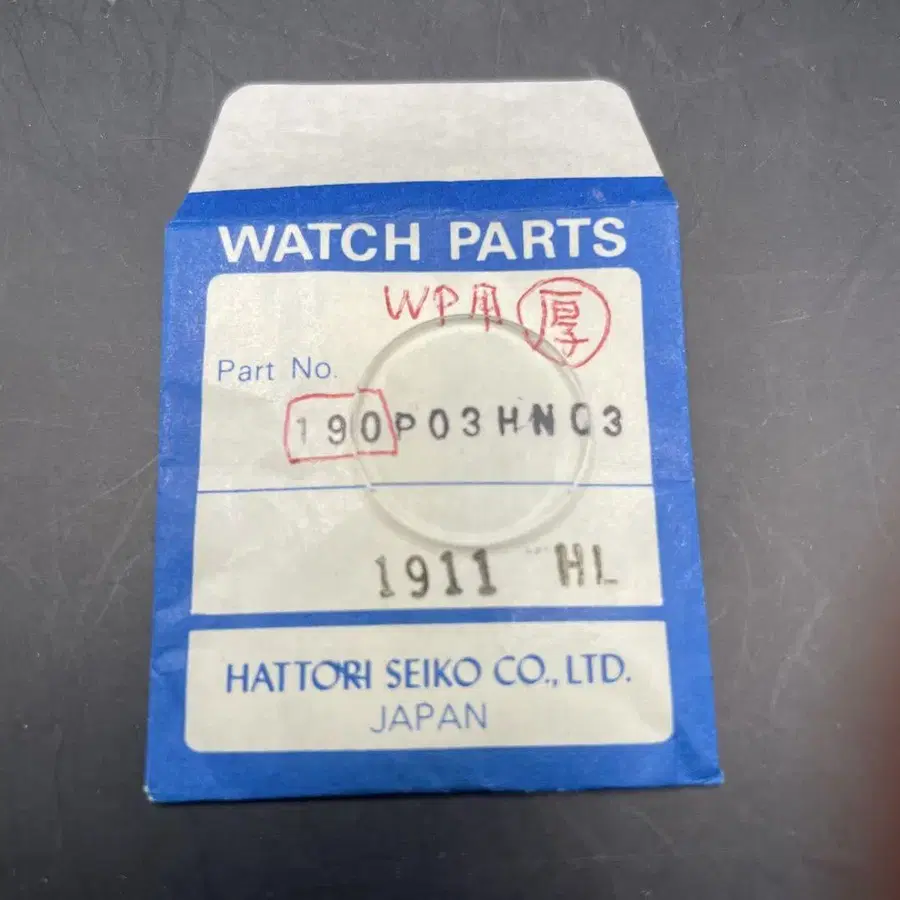 WATCH PARTS
WP用 厚
Part No.
190P03HN03
1911 HL
HATTORI SEIKO CO., LTD.
JAPAN